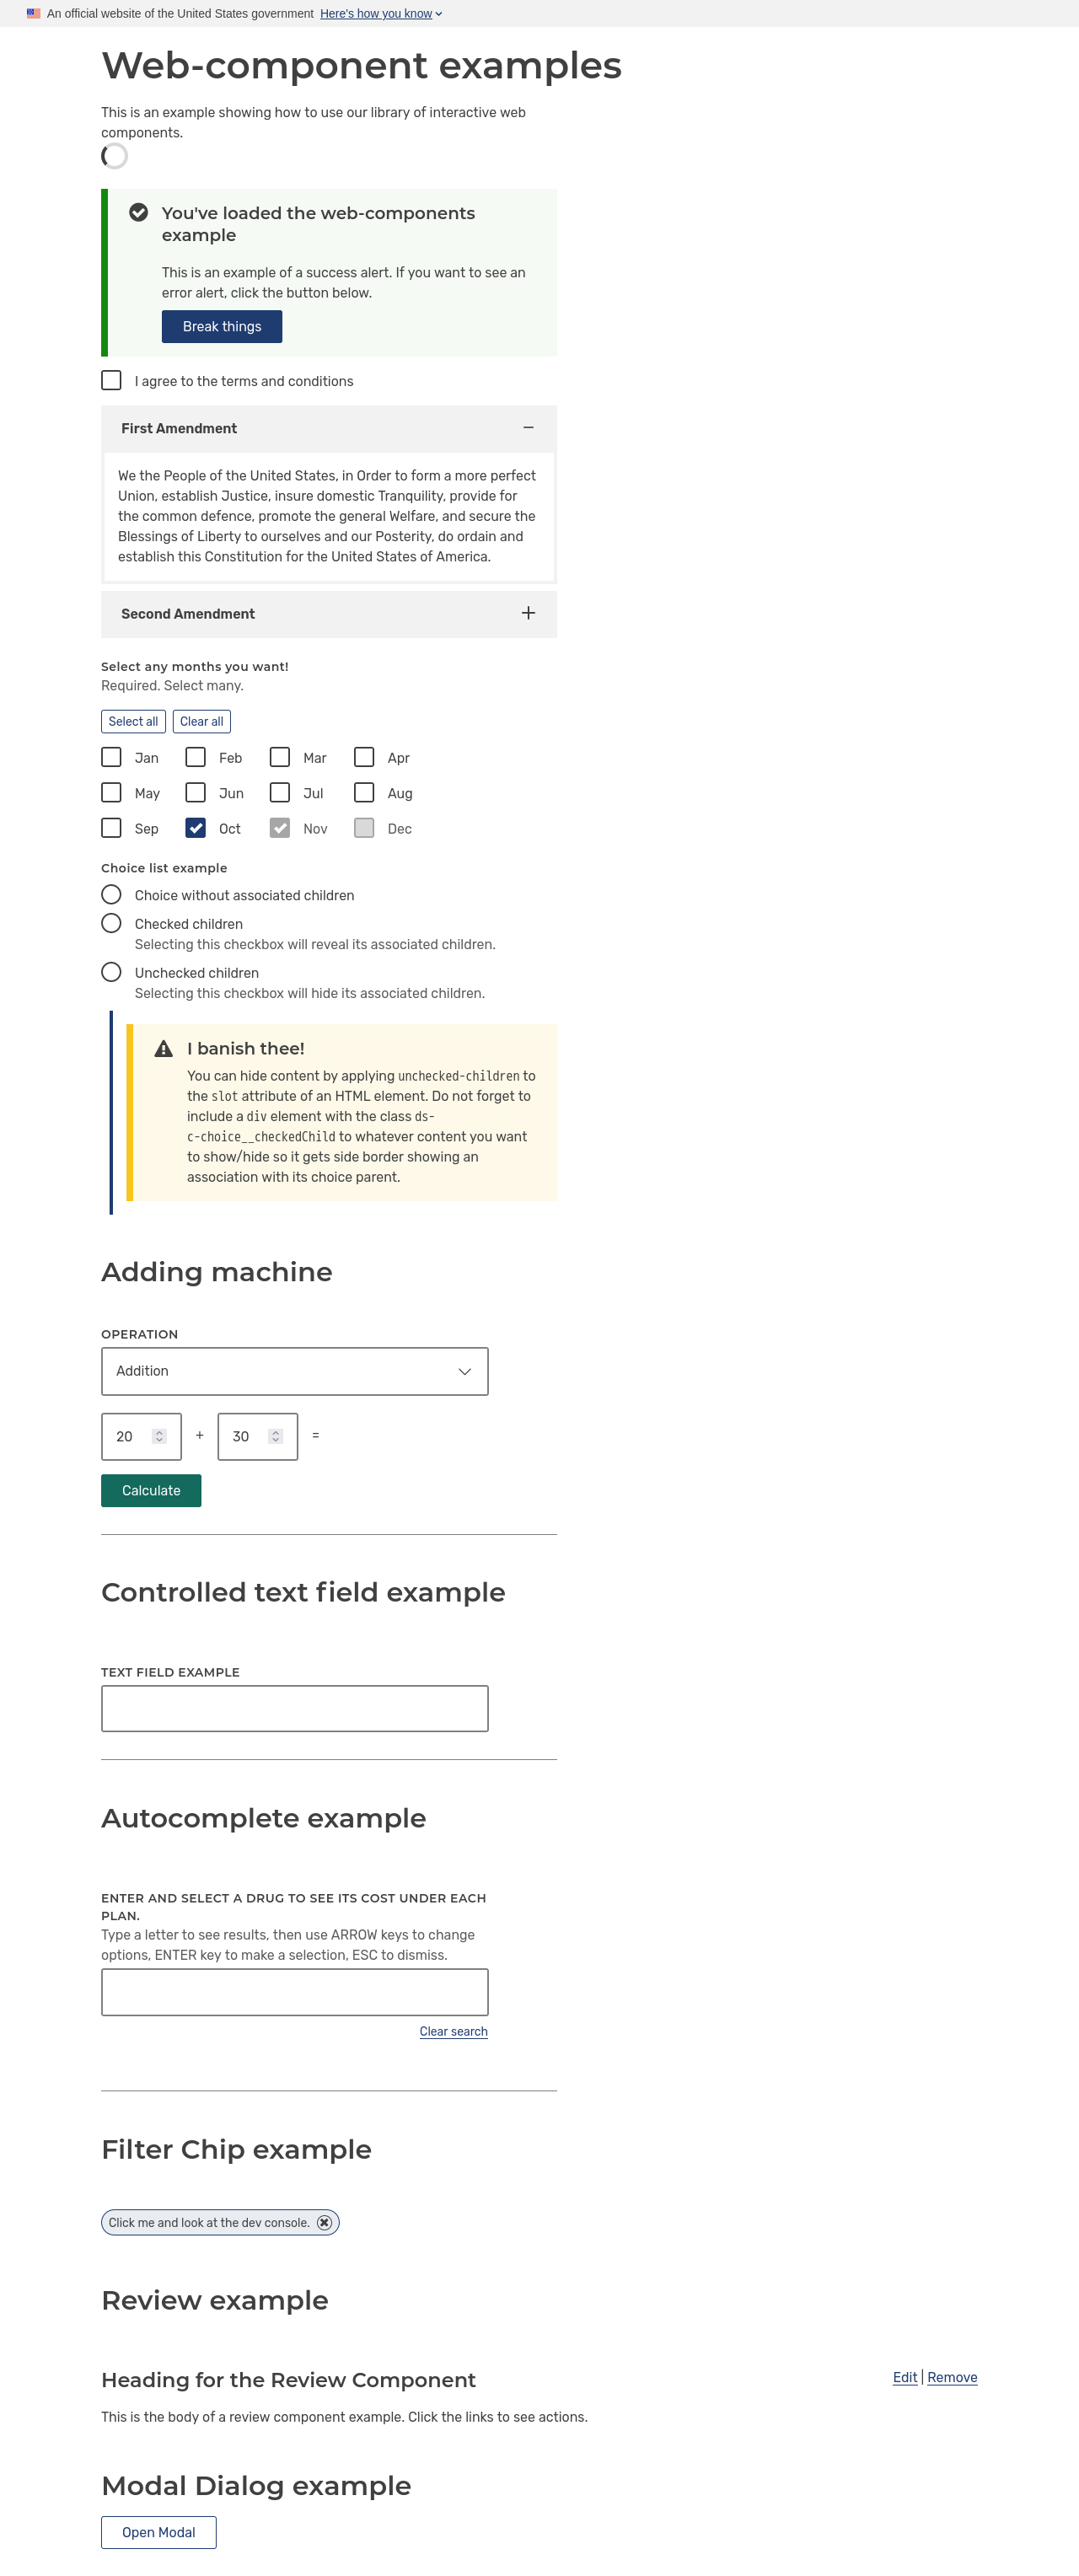 An official website of the United States government Here's how you know
Web-component examples
This is an example showing how to use our library of interactive web
components.
You've loaded the web-components
example
This is an example of a success alert. If you want to see an
error alert, click the button below.
Break things
I agree to the terms and conditions
First Amendment
We the People of the United States, in Order to form a more perfect
Union, establish Justice, insure domestic Tranquility, provide for
the common defence, promote the general Welfare, and secure the
Blessings of Liberty to ourselves and our Posterity, do ordain and
establish this Constitution for the United States of America.
Second Amendment
Select any months you want!
Required. Select many.
Select all Clear all
Jan Feb Mar Apr
May Jun Jul Aug
Sep Oct Nov Dec
Choice list example
Choice without associated children
Checked children
Selecting this checkbox will reveal its associated children.
Unchecked children
Selecting this checkbox will hide its associated children.
I banish thee!
You can hide content by applying unchecked-children to
the slot attribute of an HTML element. Do not forget to
include a div element with the class ds-
c-choice__checkedChild to whatever content you want
to show/hide so it gets side border showing an
association with its choice parent.
Adding machine
OPERATION
Addition
20 + 30 =
Calculate
Controlled text field example
TEXT FIELD EXAMPLE
Autocomplete example
ENTER AND SELECT A DRUG TO SEE ITS COST UNDER EACH
PLAN.
Type a letter to see results, then use ARROW keys to change
options, ENTER key to make a selection, ESC to dismiss.
Clear search
Filter Chip example
Click me and look at the dev console.
Review example
Heading for the Review Component Edit | Remove
This is the body of a review component example. Click the links to see actions.
Modal Dialog example
Open Modal